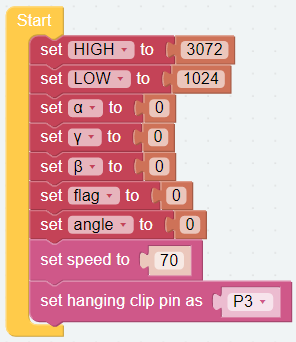 Start
set HIGH to 3072
set LOW to 1024
set α to 0
set γ to 0
set β to 0
set flag to 0
set angle to 0
set speed to 70
set hanging clip pin as P3